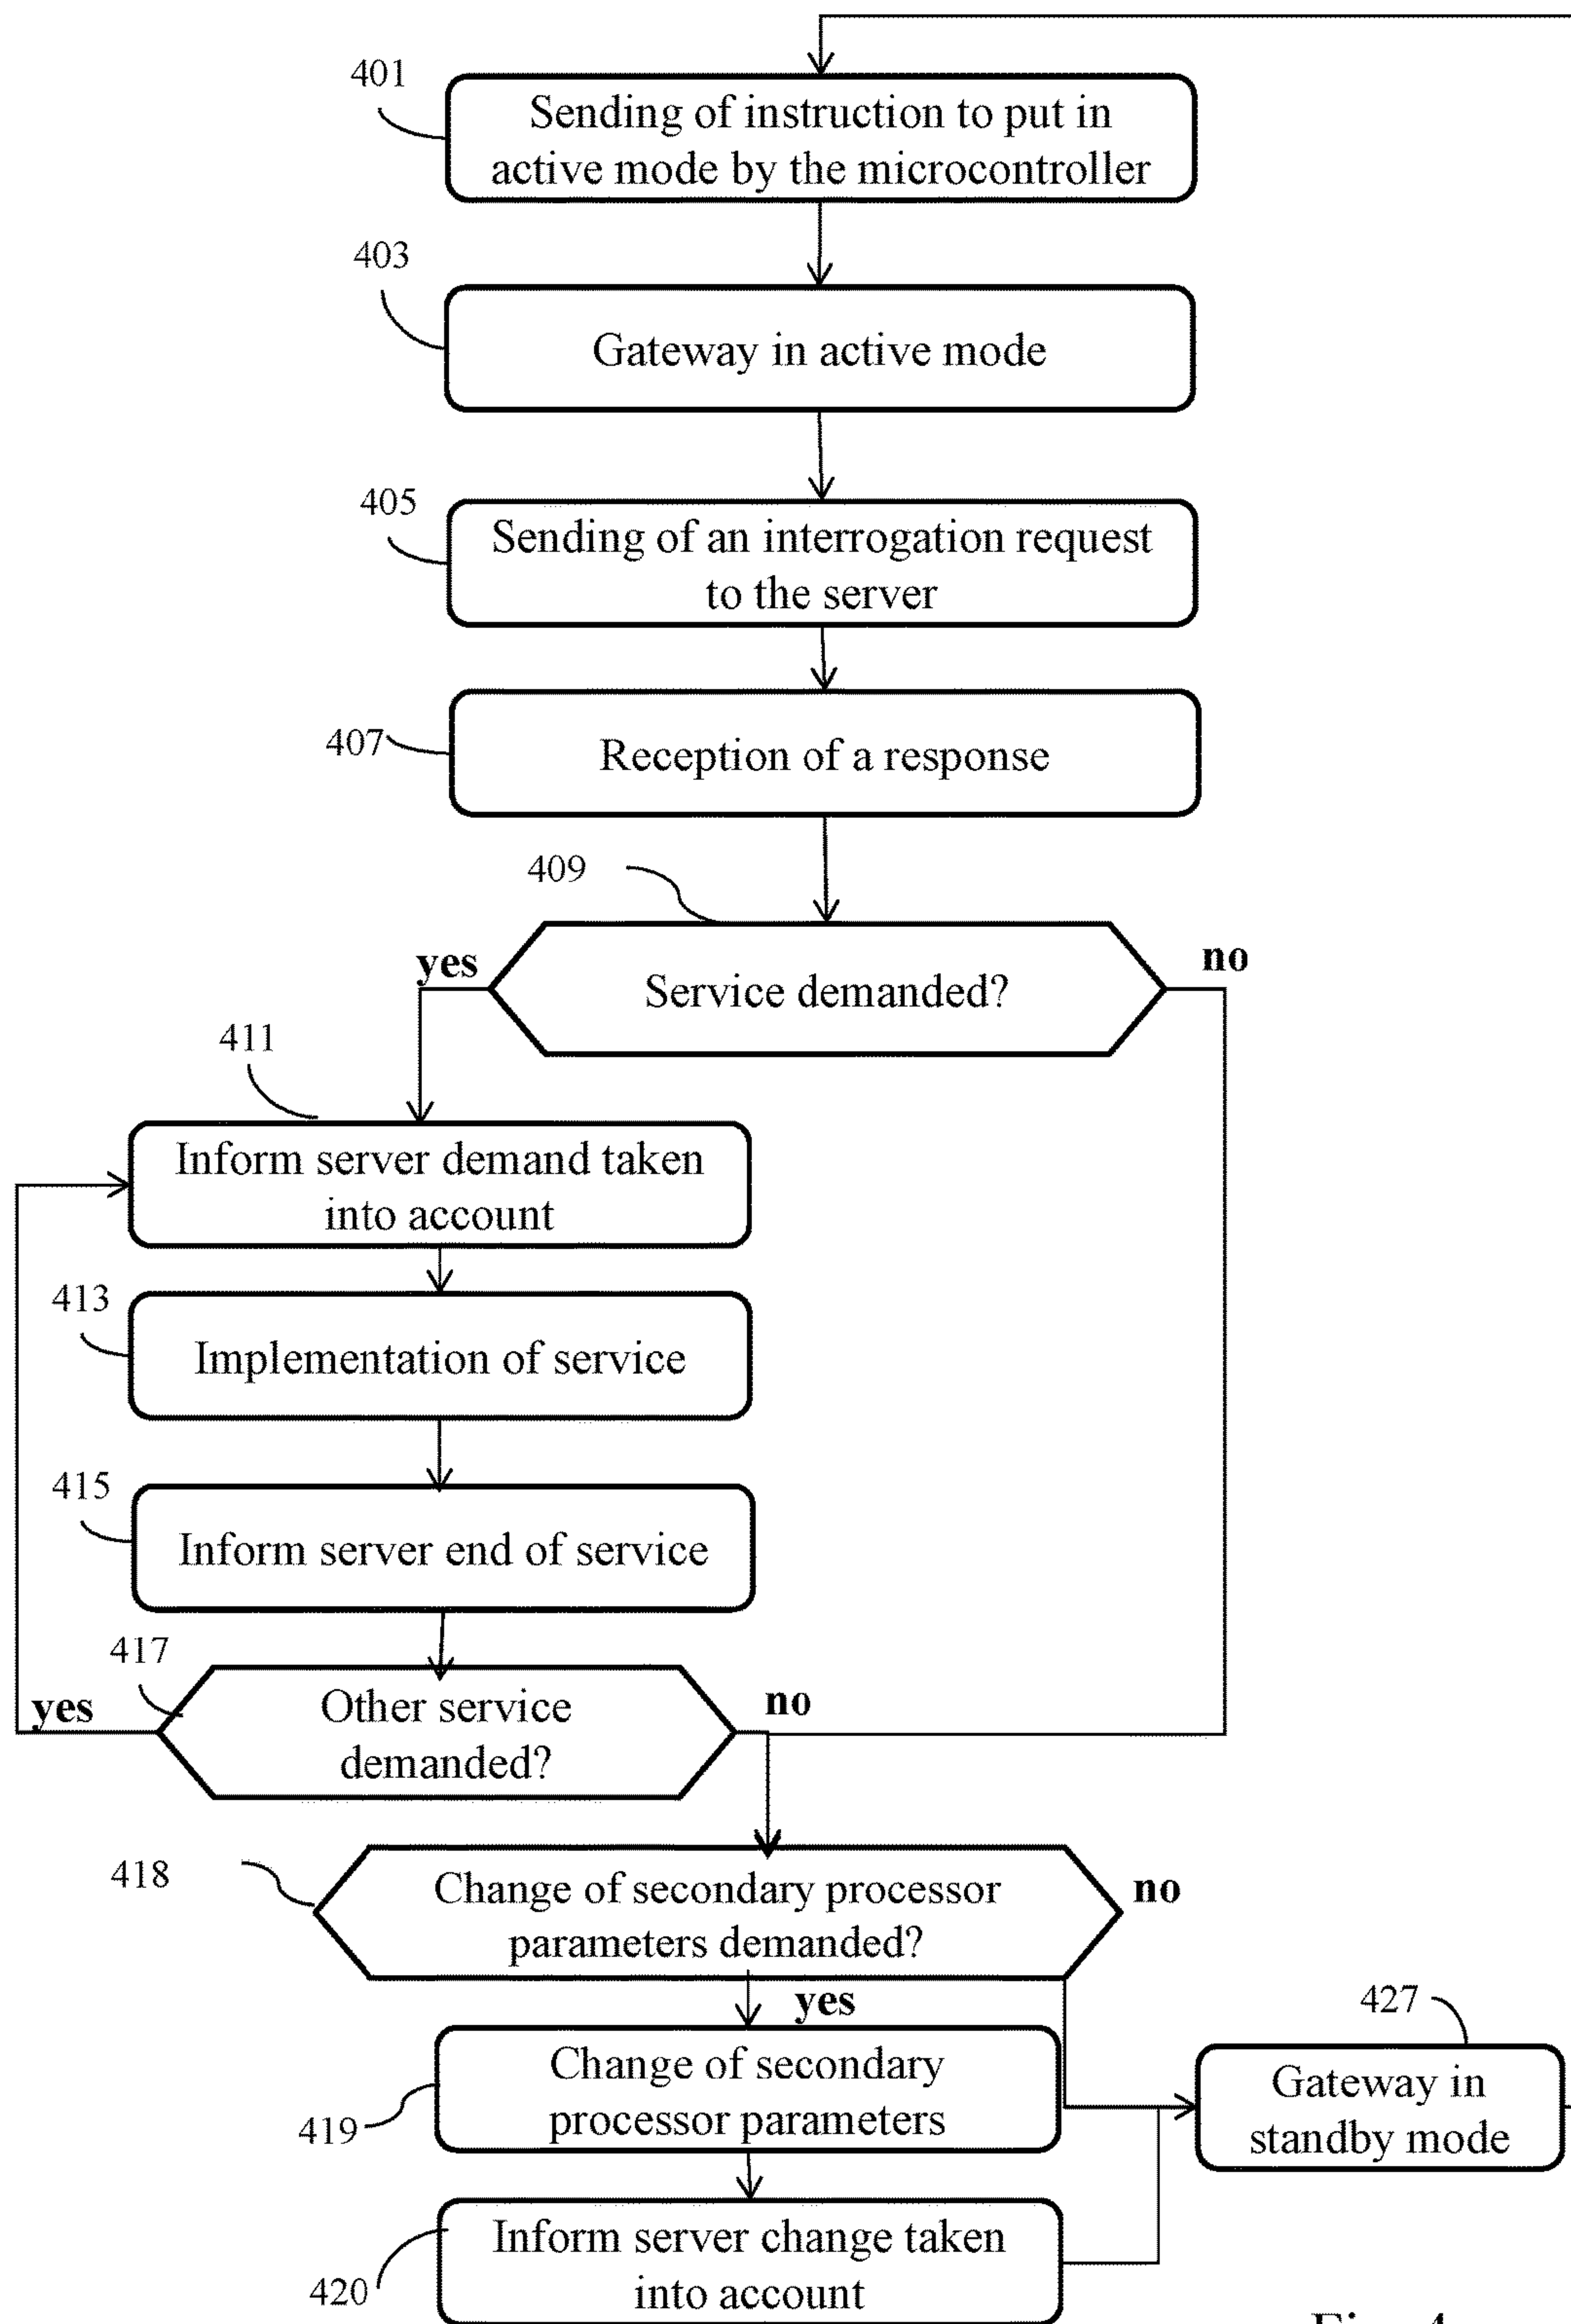 401
Sending of instruction to put in
active mode by the microcontroller
403
Gateway in active mode
405
Sending of an interrogation request
to the server
407
Reception of a response
409
yes
no
Service demanded?
411
Inform server demand taken
into account
413
Implementation of service
415
Inform server end of service
417
yes
Other service
demanded?
no
418
Change of secondary processor
parameters demanded?
no
yes
427
Change of secondary
processor parameters
419
Gateway in
standby mode
Inform server change taken
into account
420